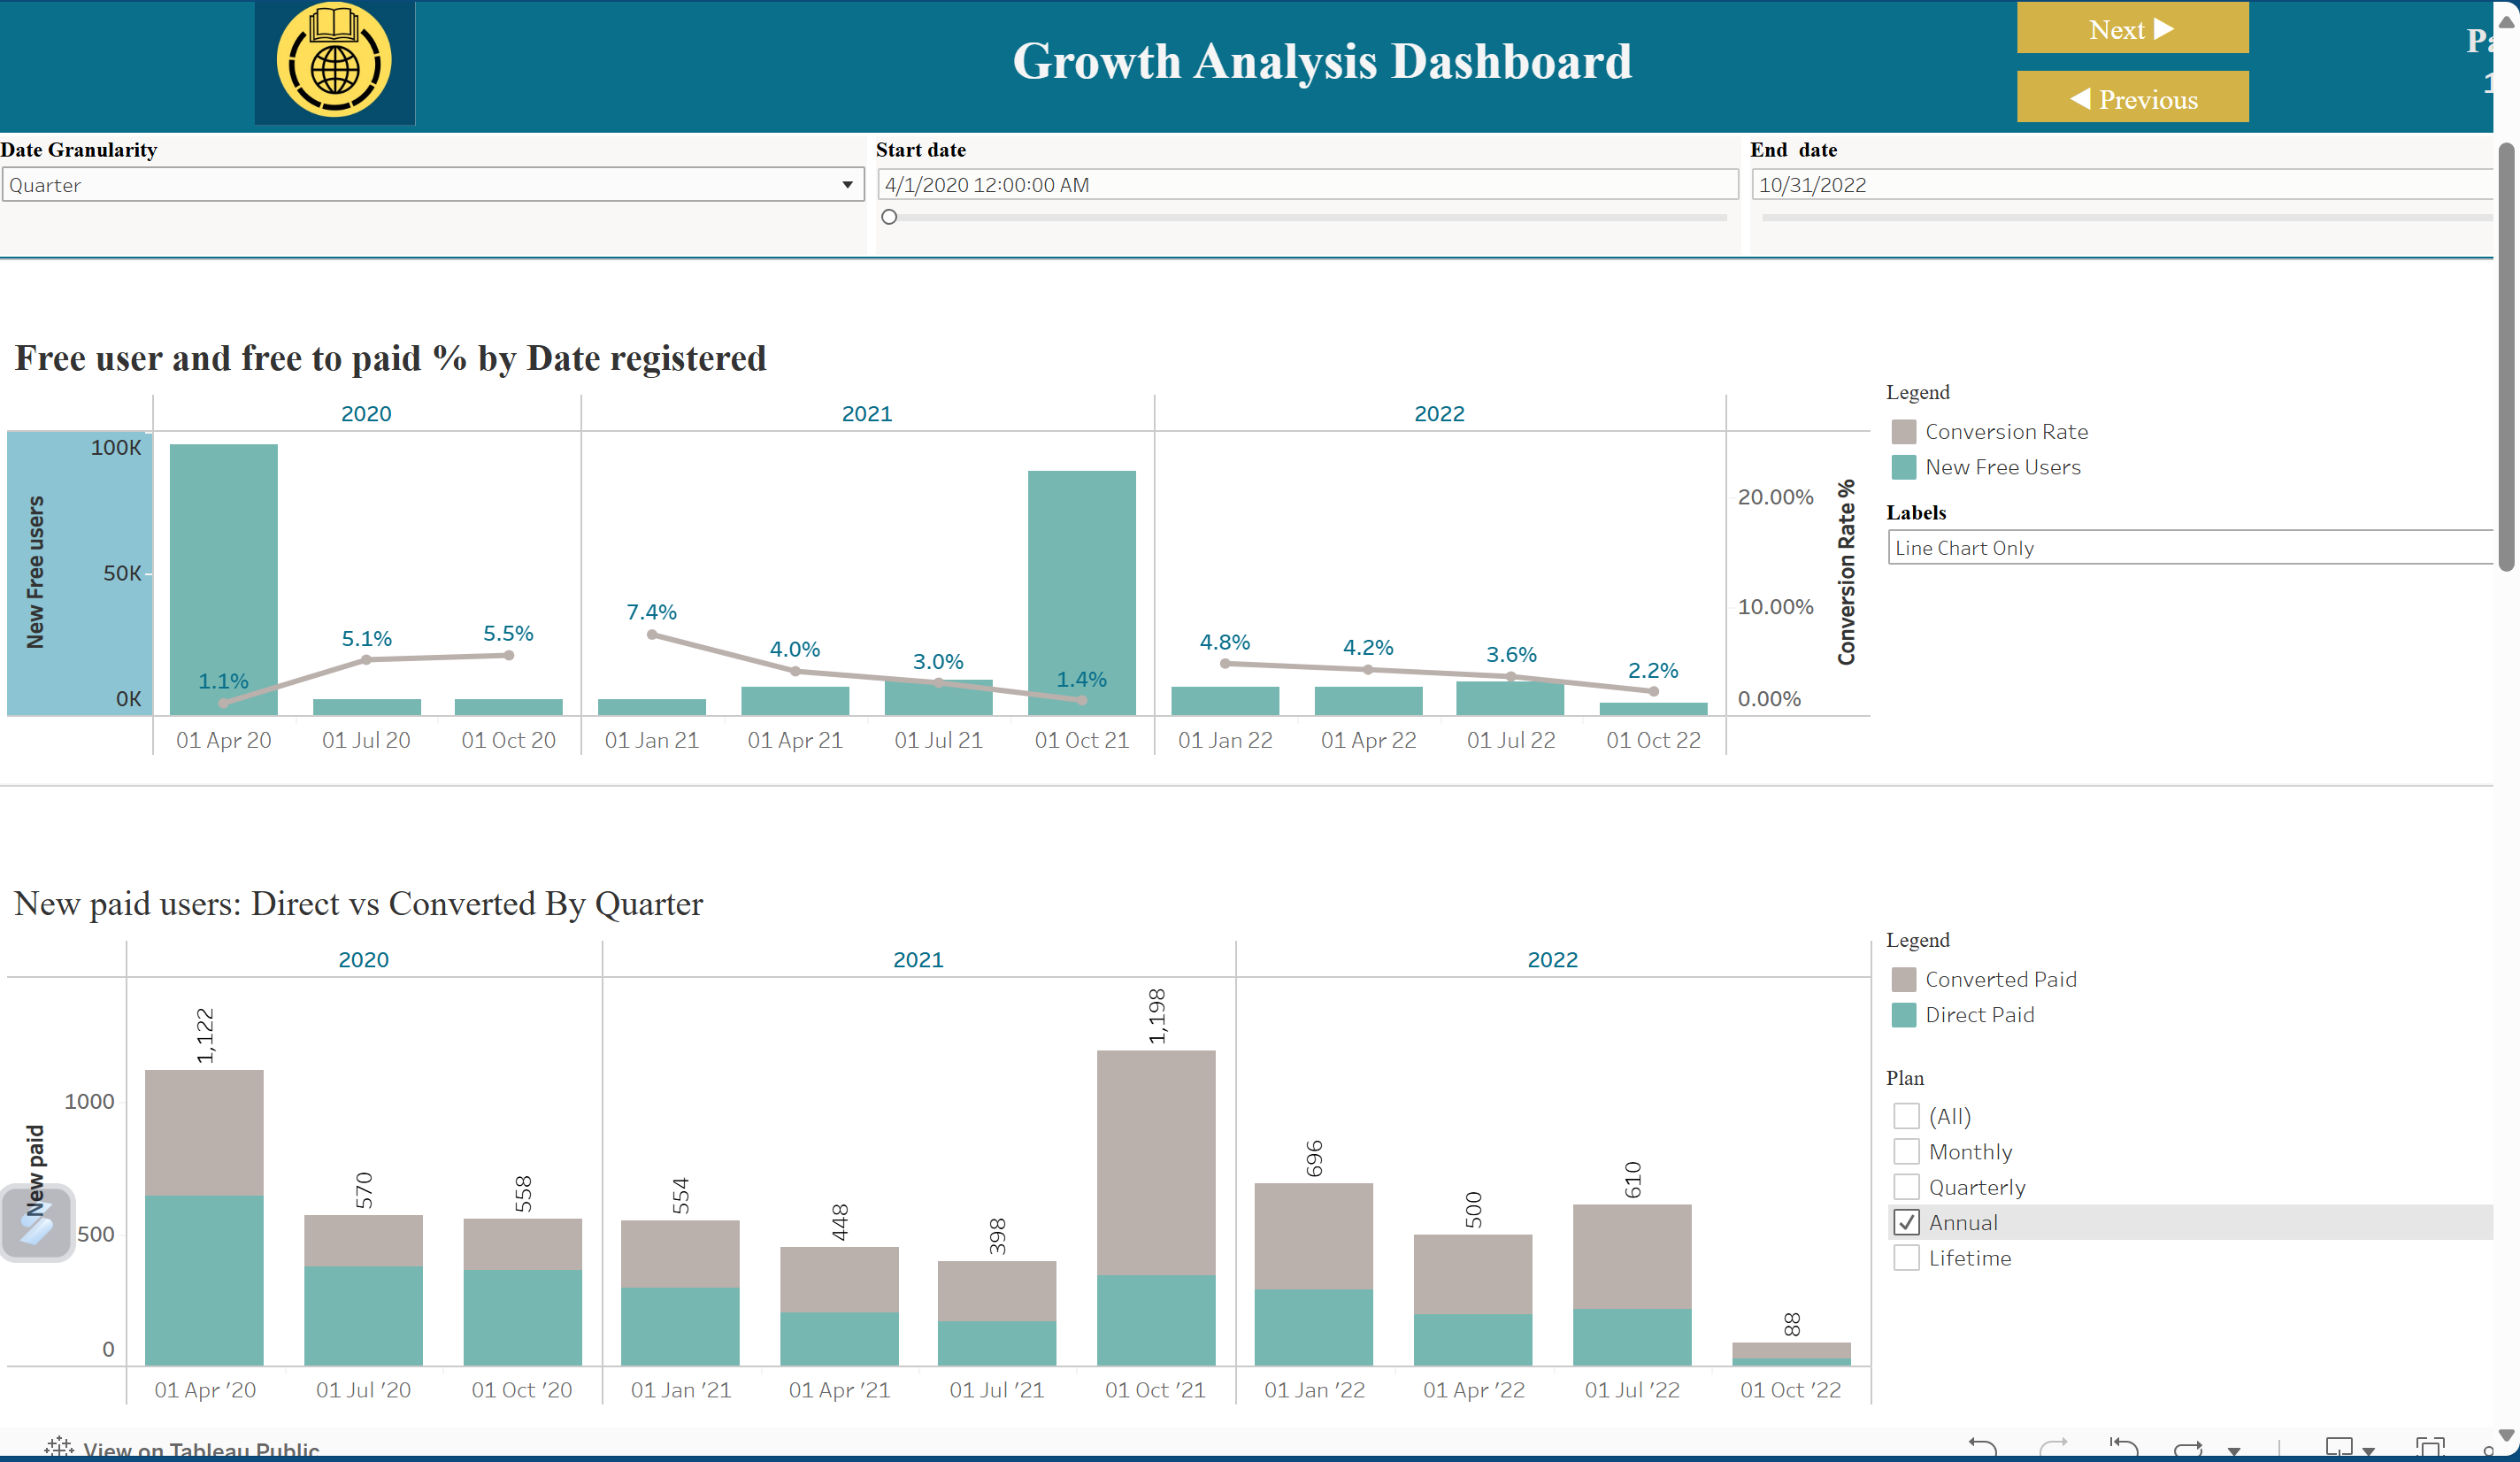 Growth Analysis Dashboard
Next ▶
◀ Previous
Date Granularity
Quarter
Start date
4/1/2020 12:00:00 AM
End date
10/31/2022
Free user and free to paid % by Date registered
2020 2021 2022
New Free users
100K
50K
0K
1.1% 5.1% 5.5% 7.4% 4.0% 3.0% 1.4% 4.8% 4.2% 3.6% 2.2%
20.00%
10.00%
0.00%
Conversion Rate %
01 Apr 20 01 Jul 20 01 Oct 20 01 Jan 21 01 Apr 21 01 Jul 21 01 Oct 21 01 Jan 22 01 Apr 22 01 Jul 22 01 Oct 22
Legend
Conversion Rate
New Free Users
Labels
Line Chart Only
New paid users: Direct vs Converted By Quarter
2020 2021 2022
New paid
1000
500
0
1,122 570 558 554 448 398 1,198 696 500 610 88
01 Apr '20 01 Jul '20 01 Oct '20 01 Jan '21 01 Apr '21 01 Jul '21 01 Oct '21 01 Jan '22 01 Apr '22 01 Jul '22 01 Oct '22
Legend
Converted Paid
Direct Paid
Plan
(All)
Monthly
Quarterly
Annual
Lifetime
View on Tableau Public